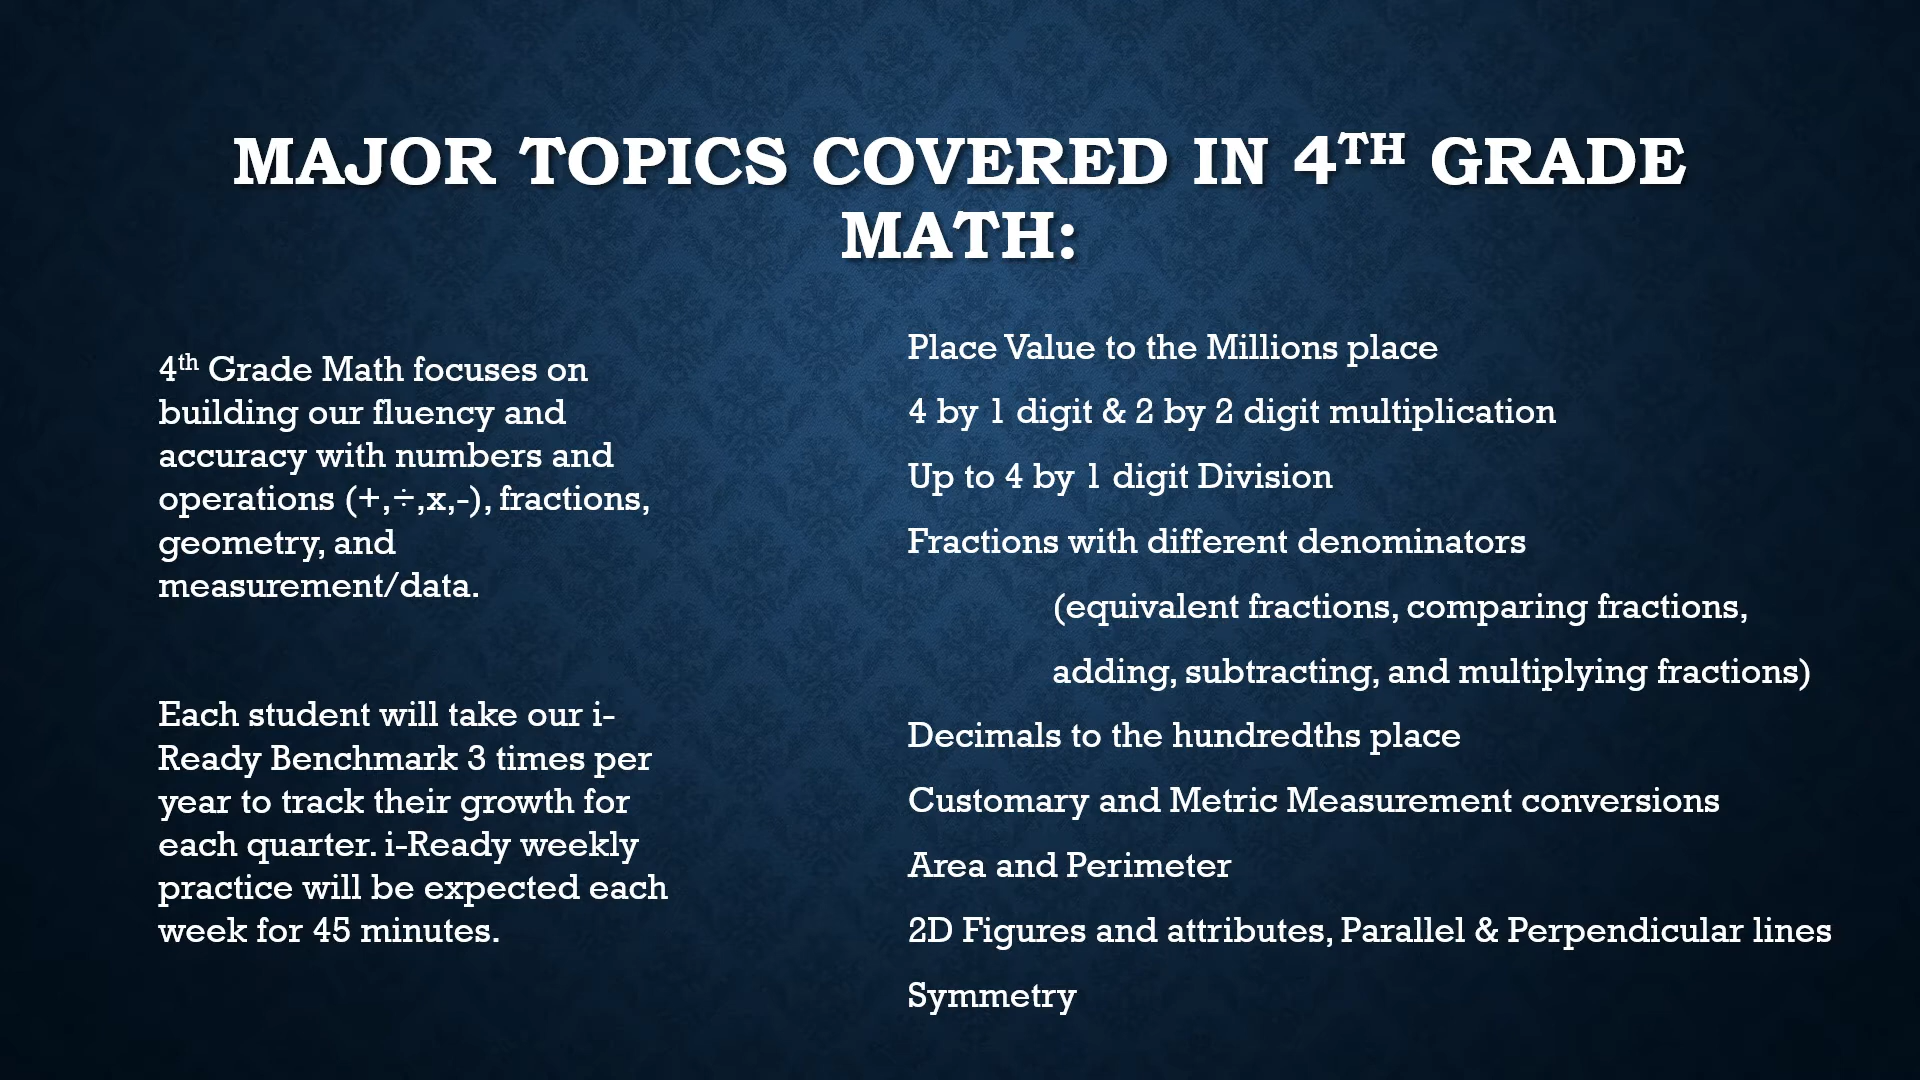 MAJOR TOPICS COVERED IN 4TH GRADE
MATH:
4th Grade Math focuses on
building our fluency and
accuracy with numbers and
operations (+,÷,x,-), fractions,
geometry, and
measurement/data.
Each student will take our i-
Ready Benchmark 3 times per
year to track their growth for
each quarter. i-Ready weekly
practice will be expected each
week for 45 minutes.
Place Value to the Millions place
4 by 1 digit & 2 by 2 digit multiplication
Up to 4 by 1 digit Division
Fractions with different denominators
(equivalent fractions, comparing fractions,
adding, subtracting, and multiplying fractions)
Decimals to the hundredths place
Customary and Metric Measurement conversions
Area and Perimeter
2D Figures and attributes, Parallel & Perpendicular lines
Symmetry